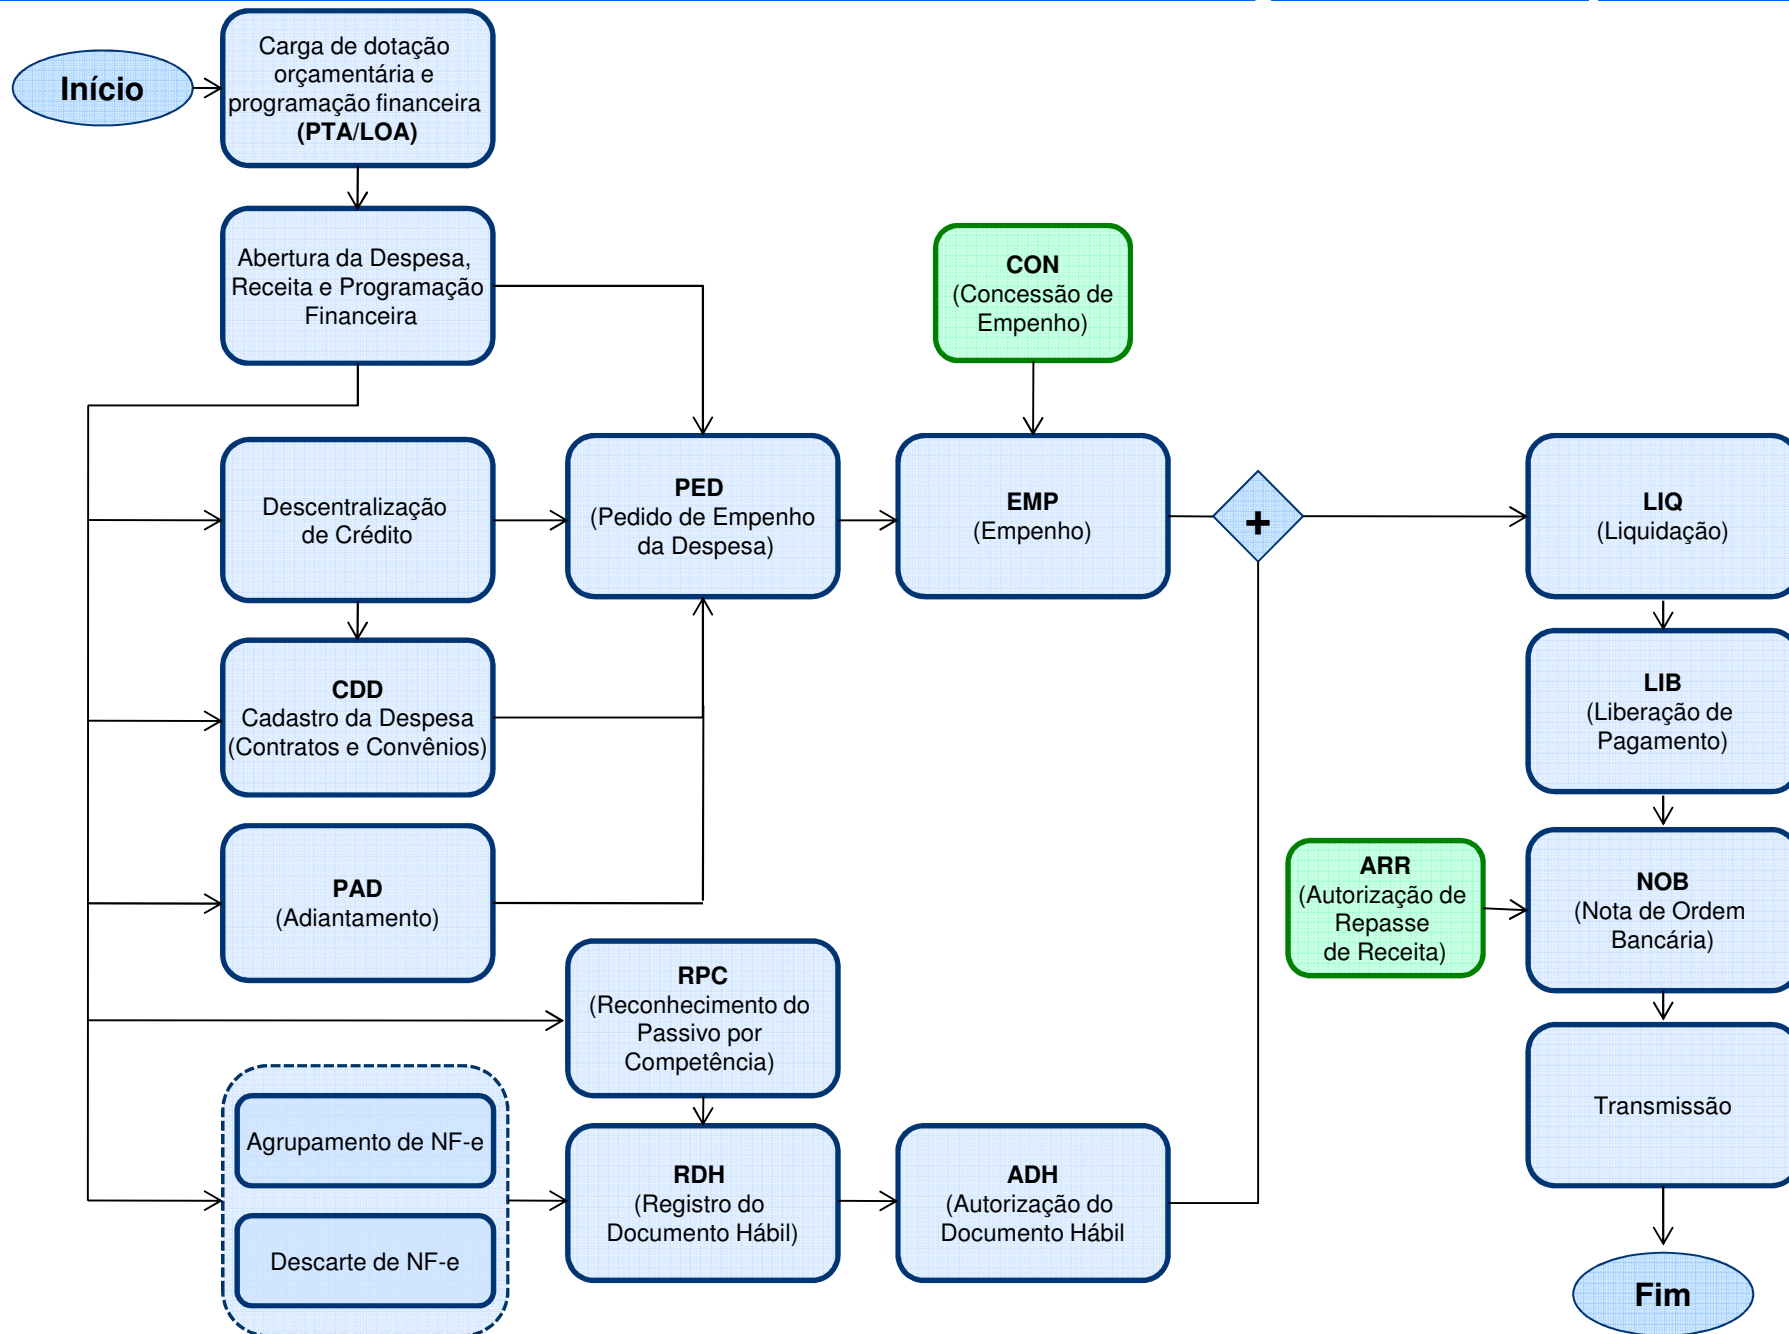 Início
Carga de dotação
orçamentária e
programação financeira
(PTA/LOA)
Abertura da Despesa,
Receita e Programação
Financeira
CON
(Concessão de
Empenho)
Descentralização
de Crédito
PED
(Pedido de Empenho
da Despesa)
EMP
(Empenho)
+
LIQ
(Liquidação)
CDD
Cadastro da Despesa
(Contratos e Convênios)
LIB
(Liberação de
Pagamento)
PAD
(Adiantamento)
ARR
(Autorização de
Repasse
de Receita)
NOB
(Nota de Ordem
Bancária)
RPC
(Reconhecimento do
Passivo por
Competência)
Transmissão
Agrupamento de NF-e
Descarte de NF-e
RDH
(Registro do
Documento Hábil)
ADH
(Autorização do
Documento Hábil
Fim